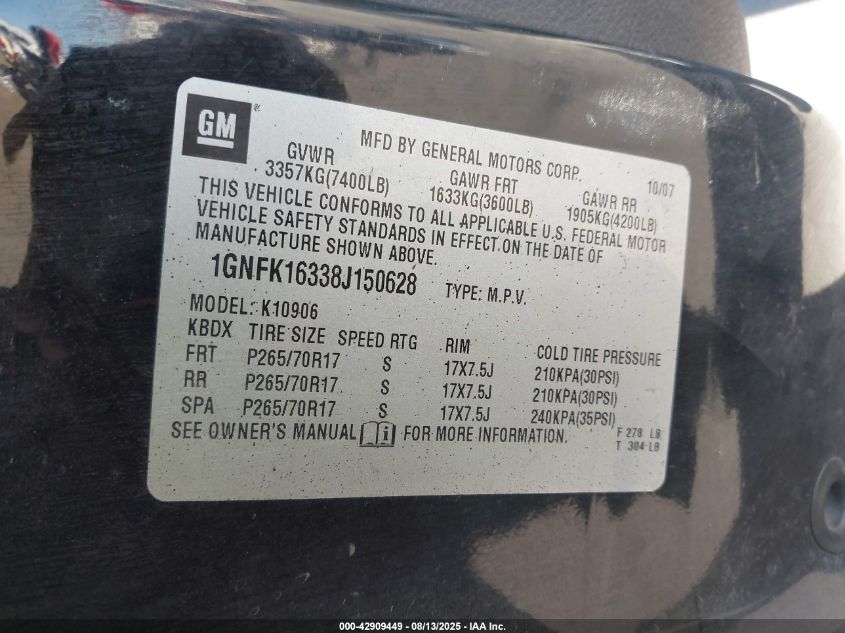 GM
MFD BY GENERAL MOTORS CORP. 10/07
GVWR GAWR FRT GAWR RR
3357KG(7400LB) 1633KG(3600LB) 1905KG(4200LB)
THIS VEHICLE CONFORMS TO ALL APPLICABLE U.S. FEDERAL MOTOR
VEHICLE SAFETY STANDARDS IN EFFECT ON THE DATE OF
MANUFACTURE SHOWN ABOVE.
1GNFK16338J150628 TYPE: M.P.V.
MODEL: K10906
KBDX TIRE SIZE SPEED RTG RIM COLD TIRE PRESSURE
FRT P265/70R17 S 17X7.5J 210KPA(30PSI)
RR P265/70R17 S 17X7.5J 210KPA(30PSI)
SPA P265/70R17 S 17X7.5J 240KPA(35PSI)
SEE OWNER'S MANUAL i FOR MORE INFORMATION.
F 278 LB
T 304 LB
000-42909449 - 08/13/2025 - IAA Inc.